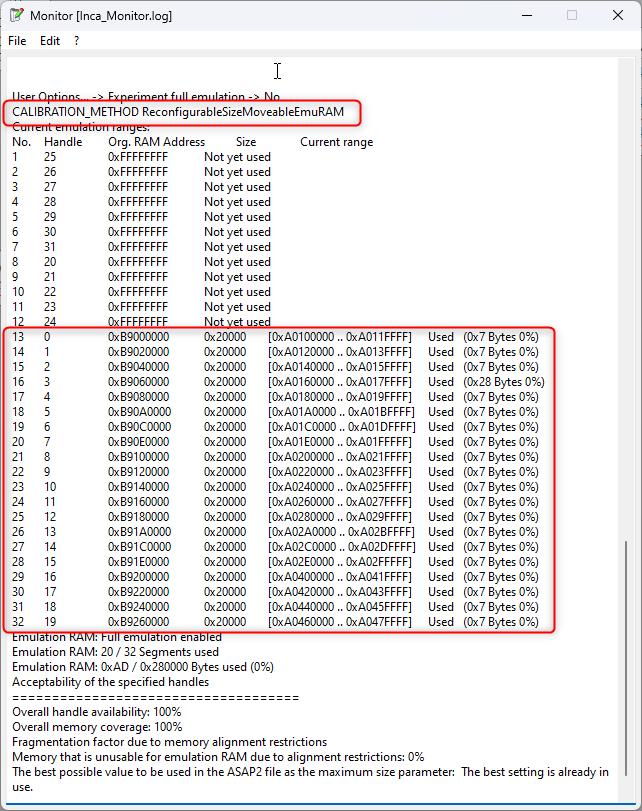 Monitor [Inca_Monitor.log]
File Edit ?
User Options... -> Experiment full emulation -> No
CALIBRATION_METHOD ReconfigurableSizeMoveableEmuRAM
Current emulation ranges:
No. Handle Org. RAM Address Size Current range
1 25 0xFFFFFFFF Not yet used
2 26 0xFFFFFFFF Not yet used
3 27 0xFFFFFFFF Not yet used
4 28 0xFFFFFFFF Not yet used
5 29 0xFFFFFFFF Not yet used
6 30 0xFFFFFFFF Not yet used
7 31 0xFFFFFFFF Not yet used
8 20 0xFFFFFFFF Not yet used
9 21 0xFFFFFFFF Not yet used
10 22 0xFFFFFFFF Not yet used
11 23 0xFFFFFFFF Not yet used
12 24 0xFFFFFFFF Not yet used
13 0 0xB9000000 0x20000 [0xA0100000 .. 0xA011FFFF] Used (0x7 Bytes 0%)
14 1 0xB9020000 0x20000 [0xA0120000 .. 0xA013FFFF] Used (0x7 Bytes 0%)
15 2 0xB9040000 0x20000 [0xA0140000 .. 0xA015FFFF] Used (0x7 Bytes 0%)
16 3 0xB9060000 0x20000 [0xA0160000 .. 0xA017FFFF] Used (0x28 Bytes 0%)
17 4 0xB9080000 0x20000 [0xA0180000 .. 0xA019FFFF] Used (0x7 Bytes 0%)
18 5 0xB90A0000 0x20000 [0xA01A0000 .. 0xA01BFFFF] Used (0x7 Bytes 0%)
19 6 0xB90C0000 0x20000 [0xA01C0000 .. 0xA01DFFFF] Used (0x7 Bytes 0%)
20 7 0xB90E0000 0x20000 [0xA01E0000 .. 0xA01FFFFF] Used (0x7 Bytes 0%)
21 8 0xB9100000 0x20000 [0xA0200000 .. 0xA021FFFF] Used (0x7 Bytes 0%)
22 9 0xB9120000 0x20000 [0xA0220000 .. 0xA023FFFF] Used (0x7 Bytes 0%)
23 10 0xB9140000 0x20000 [0xA0240000 .. 0xA025FFFF] Used (0x7 Bytes 0%)
24 11 0xB9160000 0x20000 [0xA0260000 .. 0xA027FFFF] Used (0x7 Bytes 0%)
25 12 0xB9180000 0x20000 [0xA0280000 .. 0xA029FFFF] Used (0x7 Bytes 0%)
26 13 0xB91A0000 0x20000 [0xA02A0000 .. 0xA02BFFFF] Used (0x7 Bytes 0%)
27 14 0xB91C0000 0x20000 [0xA02C0000 .. 0xA02DFFFF] Used (0x7 Bytes 0%)
28 15 0xB91E0000 0x20000 [0xA02E0000 .. 0xA02FFFFF] Used (0x7 Bytes 0%)
29 16 0xB9200000 0x20000 [0xA0400000 .. 0xA041FFFF] Used (0x7 Bytes 0%)
30 17 0xB9220000 0x20000 [0xA0420000 .. 0xA043FFFF] Used (0x7 Bytes 0%)
31 18 0xB9240000 0x20000 [0xA0440000 .. 0xA045FFFF] Used (0x7 Bytes 0%)
32 19 0xB9260000 0x20000 [0xA0460000 .. 0xA047FFFF] Used (0x7 Bytes 0%)
Emulation RAM: Full emulation enabled
Emulation RAM: 20 / 32 Segments used
Emulation RAM: 0xAD / 0x280000 Bytes used (0%)
Acceptability of the specified handles
====================================
Overall handle availability: 100%
Overall memory coverage: 100%
Fragmentation factor due to memory alignment restrictions
Memory that is unusable for emulation RAM due to alignment restrictions: 0%
The best possible value to be used in the ASAP2 file as the maximum size parameter: The best setting is already in
use.